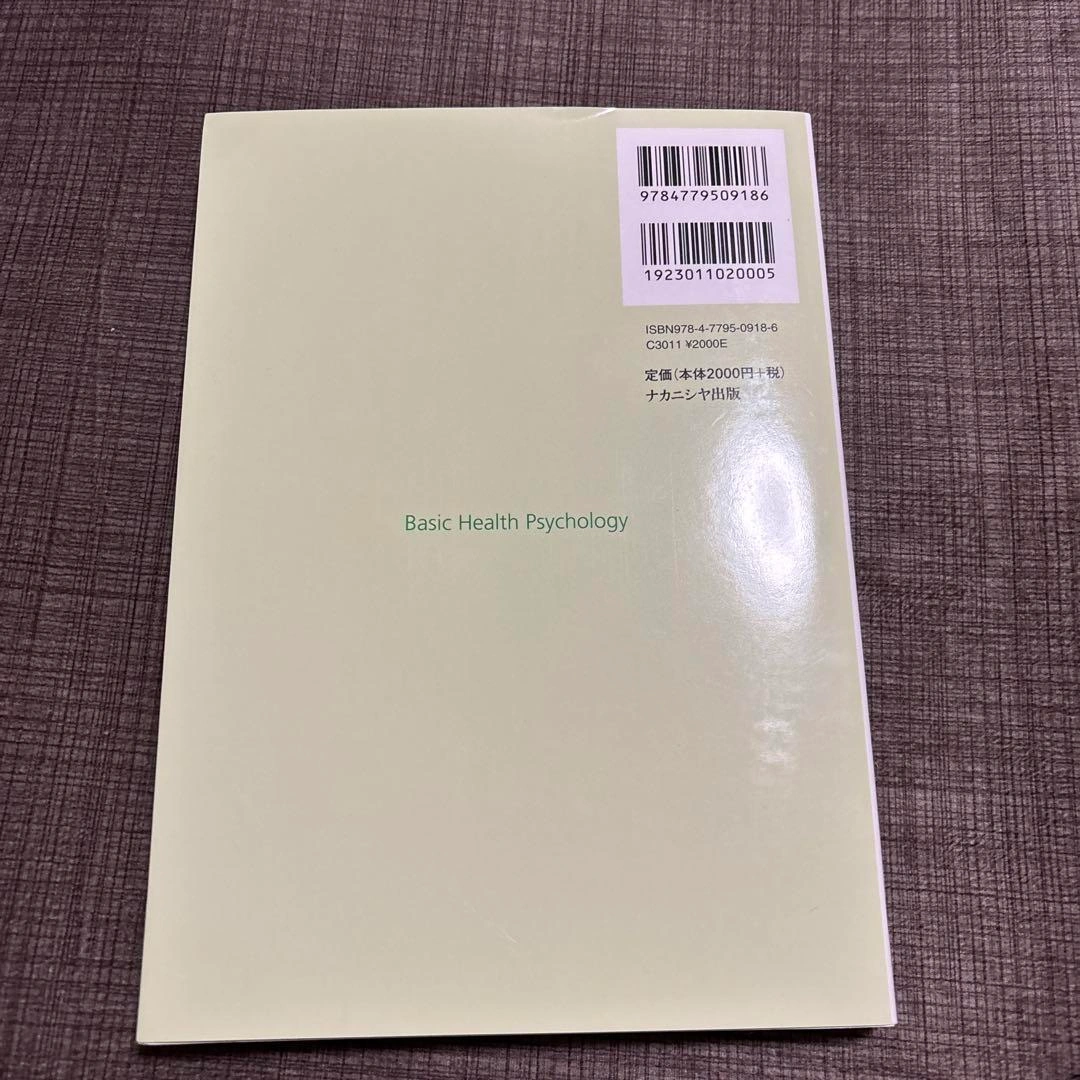 9784779509186
1923011020005
ISBN978-4-7795-0918-6
C3011 ¥2000E
定価(本体2000円+税)
ナカニシヤ出版
Basic Health Psychology